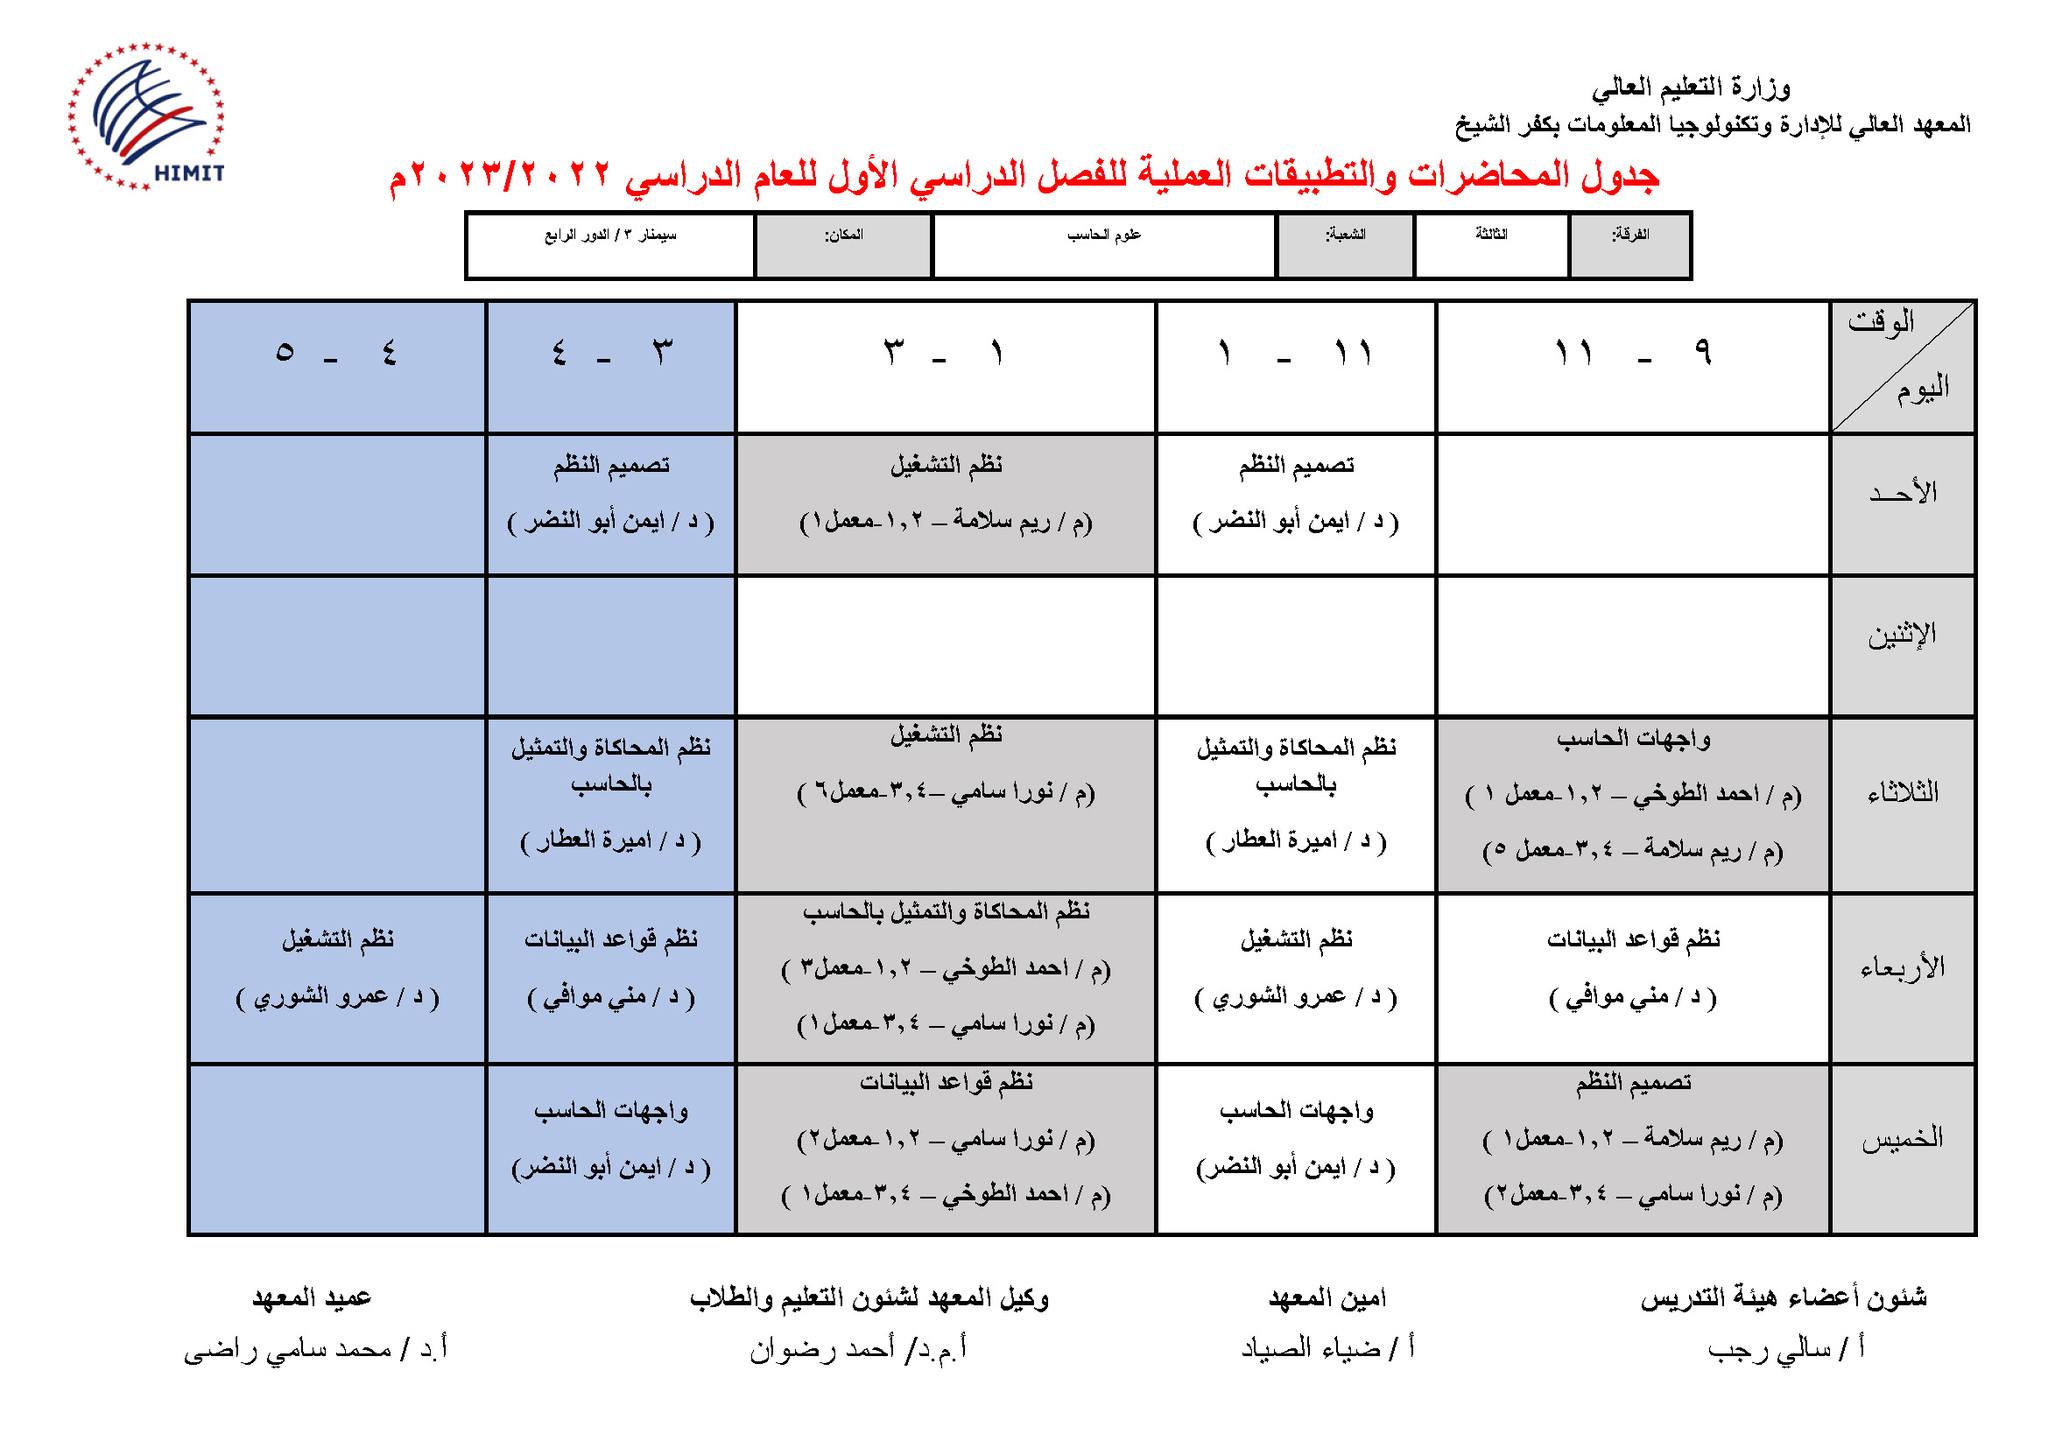 HIMIT
وزارة التعليم العالي
المعهد العالي للإدارة وتكنولوجيا المعلومات بكفر الشيخ
جدول المحاضرات والتطبيقات العملية للفصل الدراسي الأول للعام الدراسي ٢٠٢٣/٢٠٢٢م
الفرقة: الثالثة الشعبة: علوم الحاسب المكان: سيمنار ٣ / الدور الرابع
الوقت
اليوم
٩ - ١١
١١ - ١
١ - ٣
٣ - ٤
٤ - ٥
الأحــد
تصميم النظم
( د / ايمن أبو النضر )
نظم التشغيل
(م / ريم سلامة – ١,٢-معمل١)
تصميم النظم
( د / ايمن أبو النضر )
الإثنين
الثلاثاء
واجهات الحاسب
(م / احمد الطوخي – ١,٢-معمل ١ )
(م / ريم سلامة – ٣,٤-معمل ٥)
نظم المحاكاة والتمثيل
بالحاسب
( د / اميرة العطار )
نظم التشغيل
(م / نورا سامي –٣,٤-معمل٦ )
نظم المحاكاة والتمثيل
بالحاسب
( د / اميرة العطار )
الأربعاء
نظم قواعد البيانات
( د / مني موافي )
نظم التشغيل
( د / عمرو الشوري )
نظم المحاكاة والتمثيل بالحاسب
(م / احمد الطوخي – ١,٢-معمل٣ )
(م / نورا سامي – ٣,٤-معمل١)
نظم قواعد البيانات
( د / مني موافي )
نظم التشغيل
( د / عمرو الشوري )
الخميس
تصميم النظم
(م / ريم سلامة – ١,٢-معمل١ )
(م / نورا سامي – ٣,٤-معمل٢)
واجهات الحاسب
( د / ايمن أبو النضر)
نظم قواعد البيانات
(م / نورا سامي – ١,٢-معمل٢)
(م / احمد الطوخي – ٣,٤-معمل١ )
واجهات الحاسب
( د / ايمن أبو النضر)
شئون أعضاء هيئة التدريس
أ / سالي رجب
امين المعهد
أ / ضياء الصياد
وكيل المعهد لشئون التعليم والطلاب
أ.م.د/ أحمد رضوان
عميد المعهد
أ.د / محمد سامي راضى